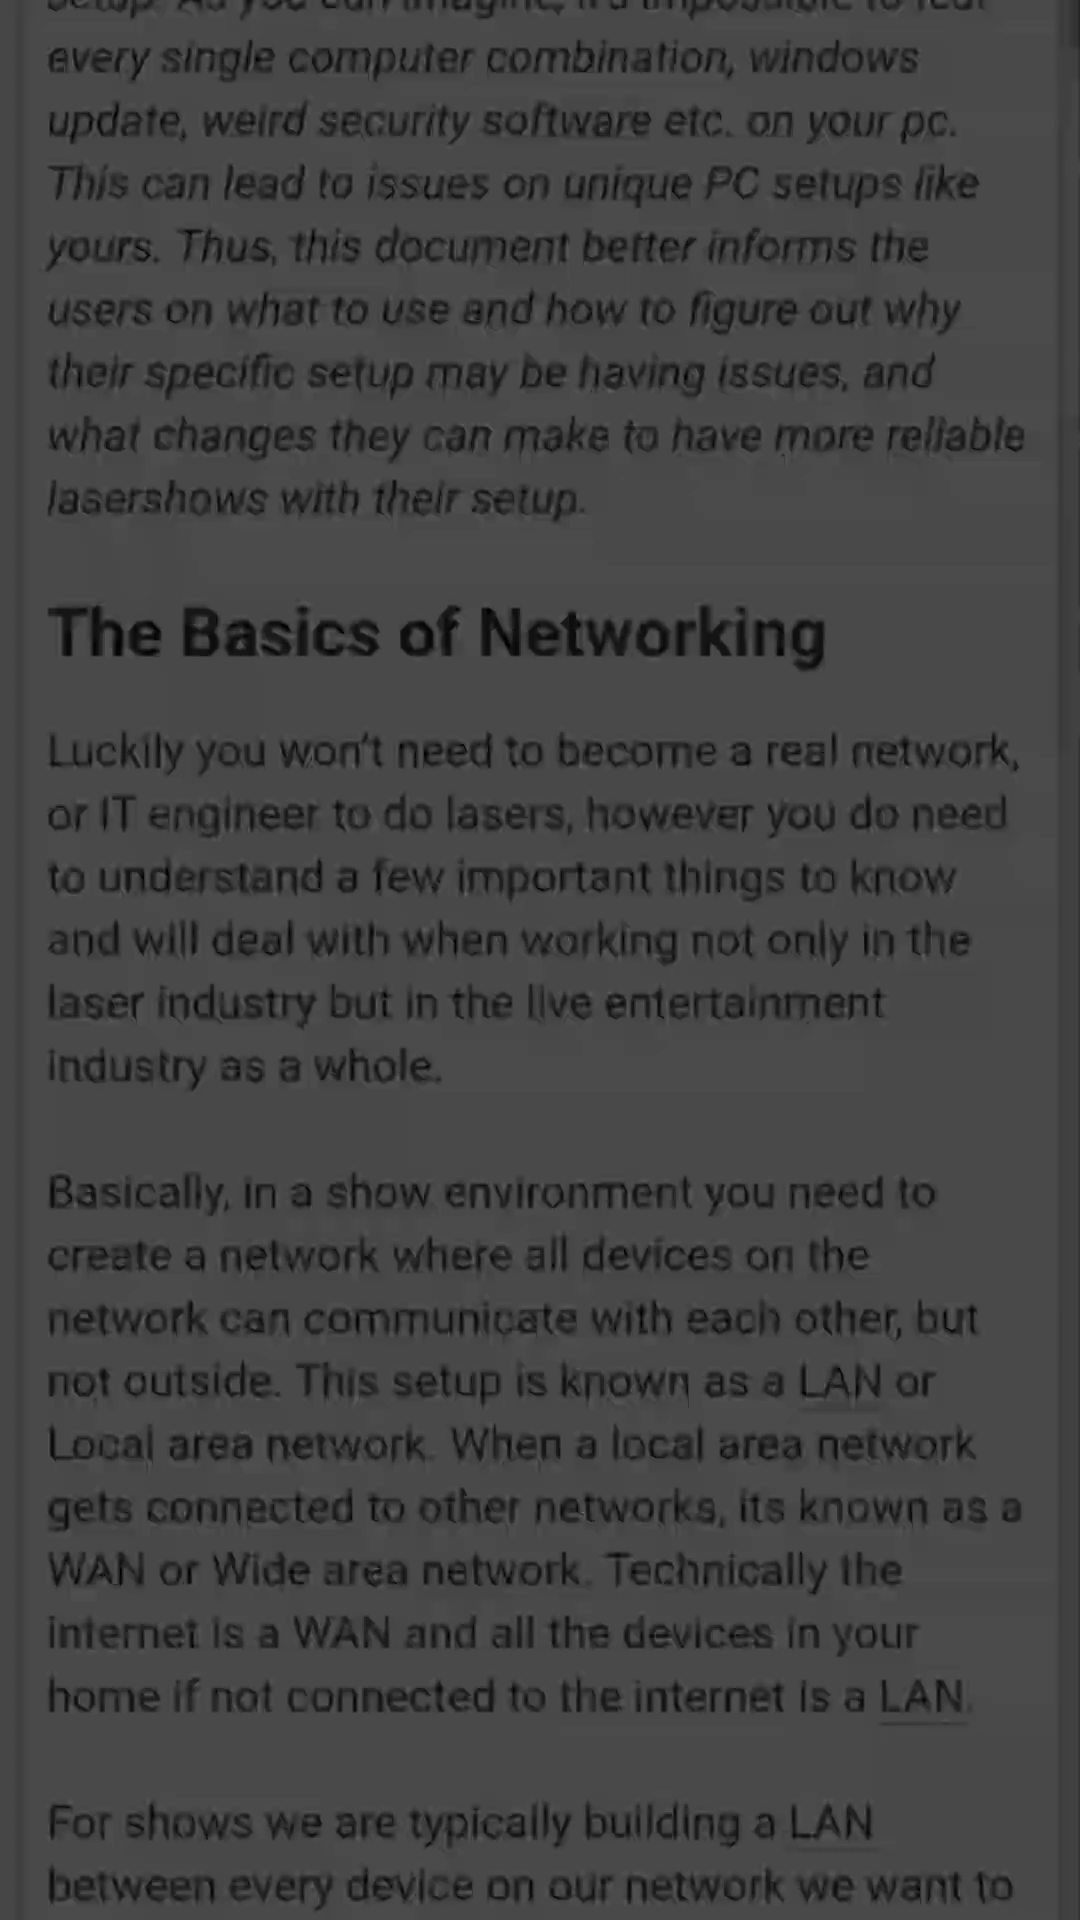 setup. As you can imagine, it's impossible to test
every single computer combination, windows
update, weird security software etc. on your pc.
This can lead to issues on unique PC setups like
yours. Thus, this document better informs the
users on what to use and how to figure out why
their specific setup may be having issues, and
what changes they can make to have more reliable
lasershows with their setup.
The Basics of Networking
Luckily you won't need to become a real network,
or IT engineer to do lasers, however you do need
to understand a few important things to know
and will deal with when working not only in the
laser industry but in the live entertainment
industry as a whole.
Basically, in a show environment you need to
create a network where all devices on the
network can communicate with each other, but
not outside. This setup is known as a LAN or
Local area network. When a local area network
gets connected to other networks, its known as a
WAN or Wide area network. Technically the
internet is a WAN and all the devices in your
home if not connected to the internet is a LAN.
For shows we are typically building a LAN
between every device on our network we want to